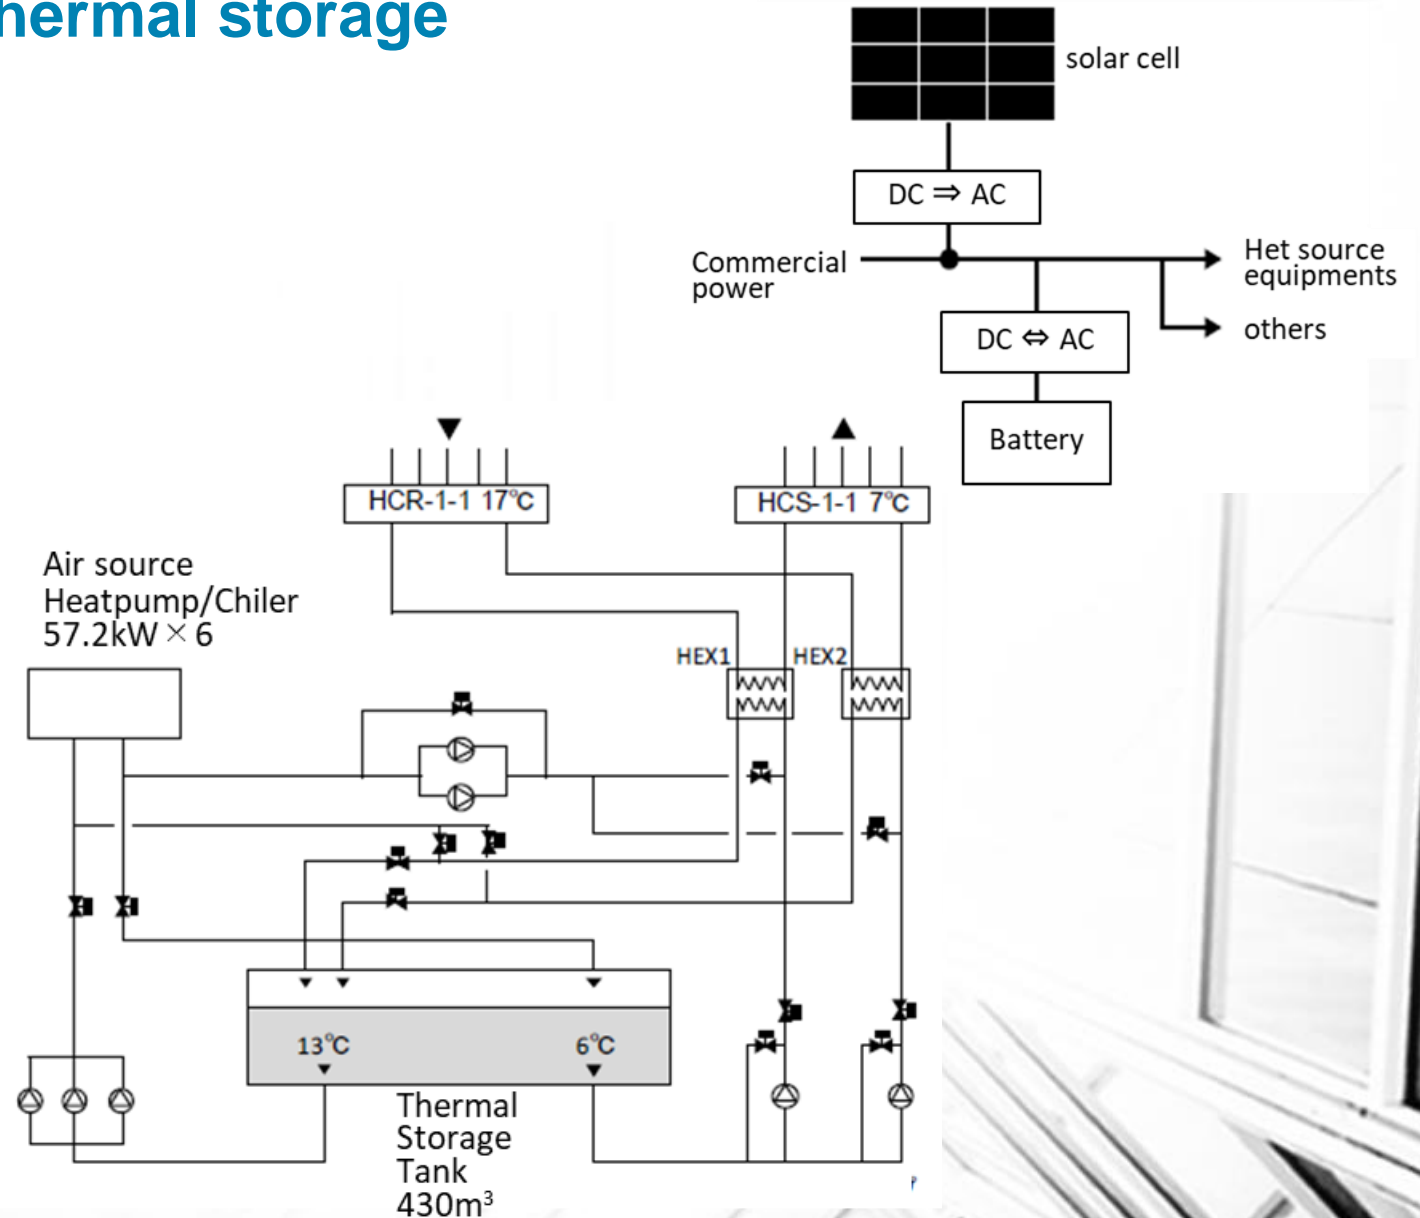 hermal storage
solar cell
DC ⇒ AC
Commercial
power
Het source
equipments
others
DC ⇔ AC
Battery
HCR-1-1 17℃
HCS-1-1 7℃
Air source
Heatpump/Chiler
57.2kW×6
HEX1
HEX2
13℃
6℃
Thermal
Storage
Tank
430m³